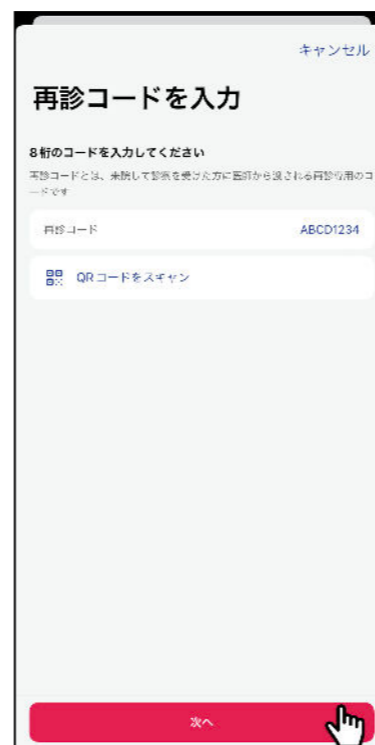 キャンセル
再診コードを入力
8桁のコードを入力してください
再診コードとは、来院して診察を受けた方に医師から渡される再診専用のコ
ードです
再診コード ABCD1234
QRコードをスキャン
次へ